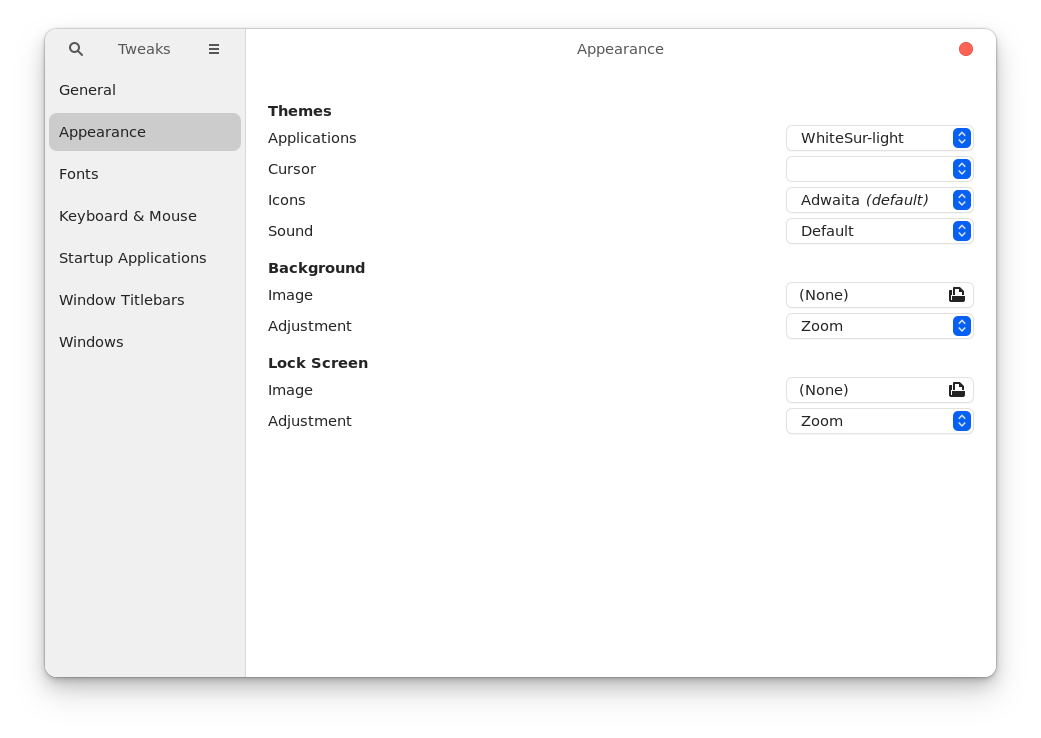 Tweaks
Appearance
General
Appearance
Fonts
Keyboard & Mouse
Startup Applications
Window Titlebars
Windows
Themes
Applications WhiteSur-light
Cursor
Icons Adwaita (default)
Sound Default
Background
Image (None)
Adjustment Zoom
Lock Screen
Image (None)
Adjustment Zoom